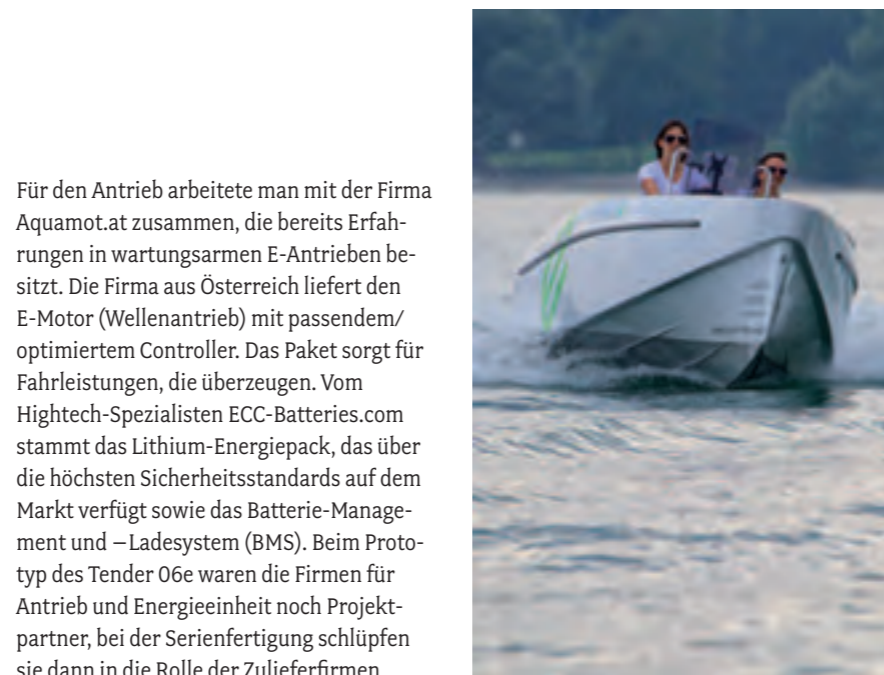 Für den Antrieb arbeitete man mit der Firma
Aquamot.at zusammen, die bereits Erfah-
rungen in wartungsarmen E-Antrieben be-
sitzt. Die Firma aus Österreich liefert den
E-Motor (Wellenantrieb) mit passendem/
optimiertem Controller. Das Paket sorgt für
Fahrleistungen, die überzeugen. Vom
Hightech-Spezialisten ECC-Batteries.com
stammt das Lithium-Energiepack, das über
die höchsten Sicherheitsstandards auf dem
Markt verfügt sowie das Batterie-Manage-
ment und –Ladesystem (BMS). Beim Proto-
typ des Tender 06e waren die Firmen für
Antrieb und Energieeinheit noch Projekt-
partner, bei der Serienfertigung schlüpfen
sie dann in die Rolle der Zulieferfirmen